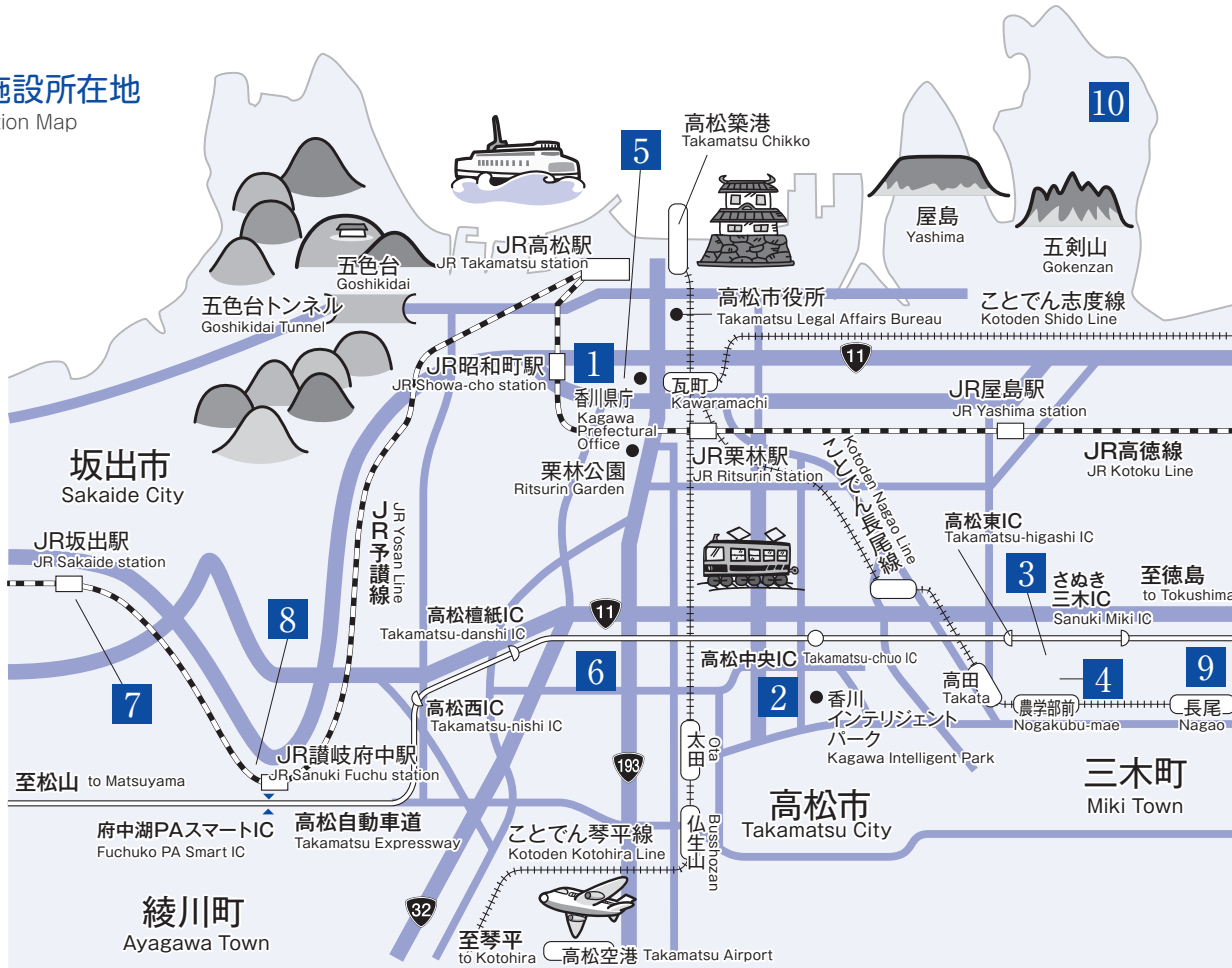 施設所在地
tion Map
10
高松築港
Takamatsu Chikko
5
屋島
Yashima
五剣山
Gokenzan
JR高松駅
JR Takamatsu station
五色台
Goshikidai
五色台トンネル
Goshikidai Tunnel
高松市役所
Takamatsu Legal Affairs Bureau
ことでん志度線
Kotoden Shido Line
11
JR昭和町駅
JR Showa-cho station
1
香川県庁
Kagawa
Prefectural
Office
瓦町
Kawaramachi
JR屋島駅
JR Yashima station
栗林公園
Ritsurin Garden
JR栗林駅
JR Ritsurin station
JR高徳線
JR Kotoku Line
坂出市
Sakaide City
JR予讃線
JR Yosan Line
ことでん長尾線
Kotoden Nagao Line
JR坂出駅
JR Sakaide station
高松東IC
Takamatsu-higashi IC
3
さぬき
三木IC
Sanuki Miki IC
至徳島
to Tokushima
8
高松檀紙IC
Takamatsu-danshi IC
11
6
高松中央IC Takamatsu-chuo IC
7
高松西IC
Takamatsu-nishi IC
2
香川
インテリジェント
パーク
Kagawa Intelligent Park
高田
Takata
4
農学部前
Nogakubu-mae
9
長尾
Nagao
JR讃岐府中駅
JR Sanuki Fuchu station
193
太田
Ota
至松山 to Matsuyama
三木町
Miki Town
府中湖PAスマートIC
Fuchuko PA Smart IC
高松自動車道
Takamatsu Expressway
ことでん琴平線
Kotoden Kotohira Line
仏生山
Busshozan
高松市
Takamatsu City
綾川町
Ayagawa Town
32
至琴平
to Kotohira
高松空港 Takamatsu Airport